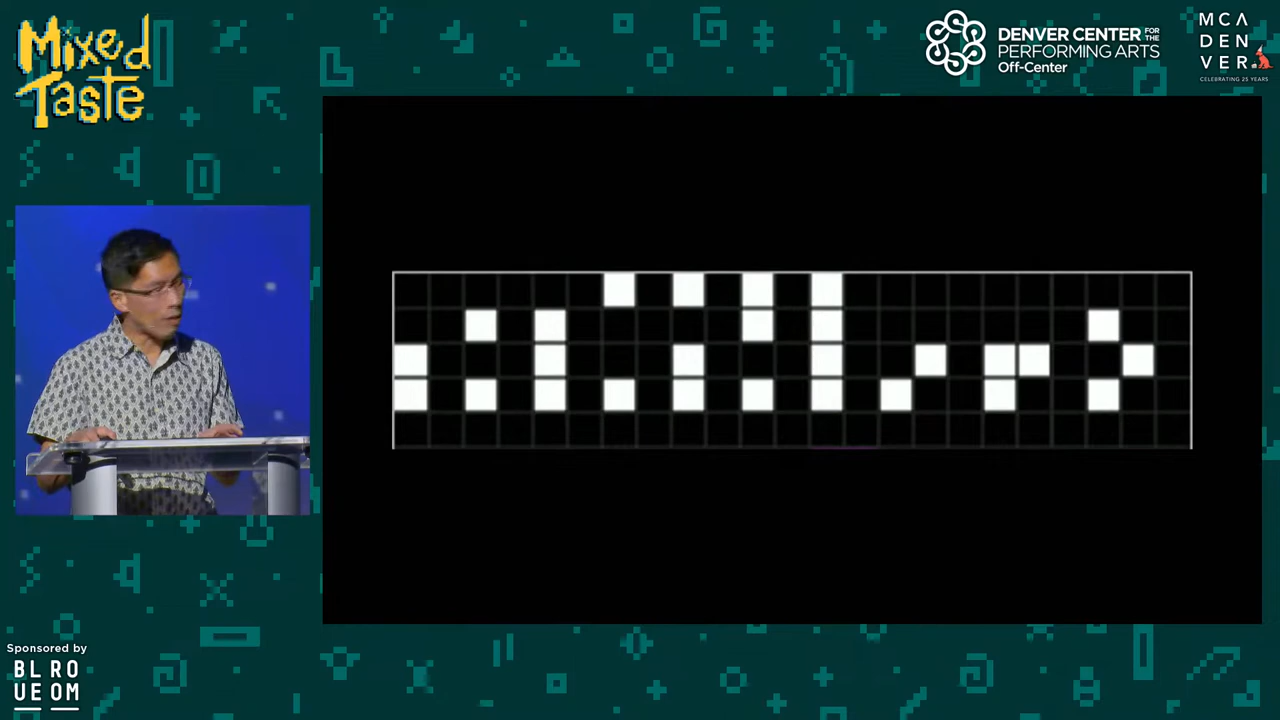 Mixed
Taste
DENVER CENTER FOR THE
PERFORMING ARTS
Off-Center
MCA
DEN
VER
CELEBRATING 25 YEARS
Sponsored by
BL RO
UE OM